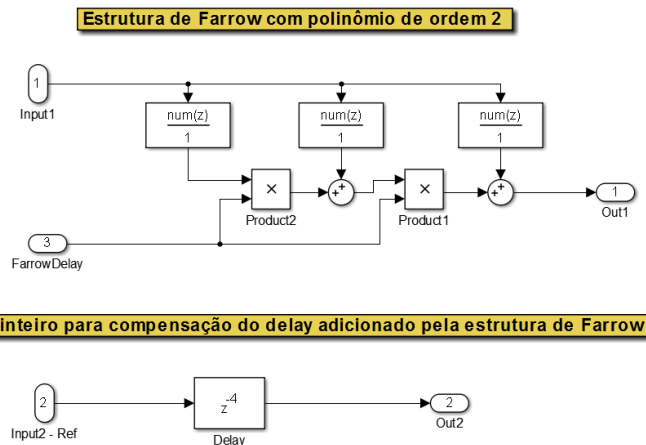 Estrutura de Farrow com polinômio de ordem 2
1
Input1
num(z)
1
num(z)
1
num(z)
1
×
Product2
++
×
Product1
++
1
Out1
3
FarrowDelay
inteiro para compensação do delay adicionado pela estrutura de Farrow
2
Input2 - Ref
z-4
Delay
2
Out2